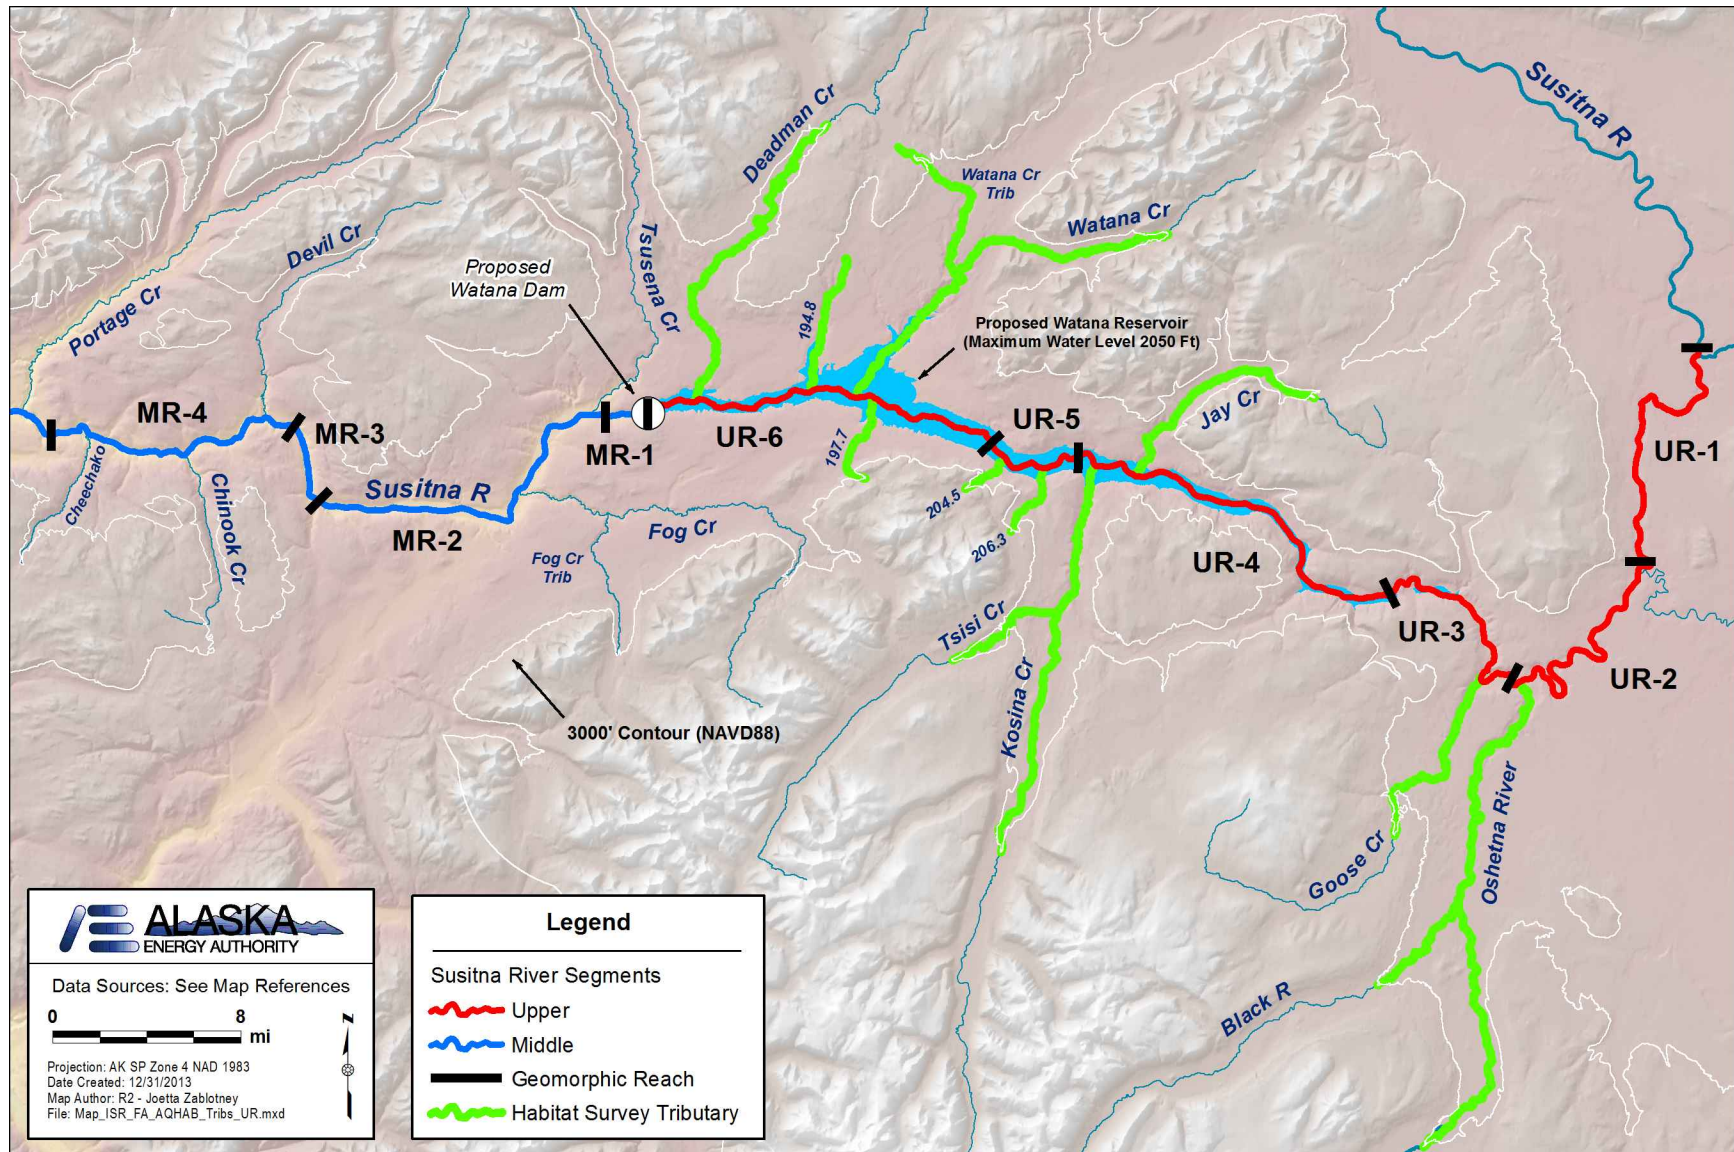 Susitna R
Deadman Cr
Watana Cr
Trib
Watana Cr
Devil Cr
Tsusena Cr
Proposed
Watana Dam
Portage Cr
194.8
Proposed Watana Reservoir
(Maximum Water Level 2050 Ft)
MR-4
MR-3
MR-1
UR-6
UR-5
Jay Cr
UR-1
197.7
Cheechako
Chinook Cr
Susitna R
MR-2
Fog Cr
Fog Cr
Trib
204.5
206.3
UR-4
Tsisi Cr
UR-3
UR-2
Kosina Cr
3000' Contour (NAVD88)
Goose Cr
Oshetna River
Black R
ALASKA
ENERGY AUTHORITY
Data Sources: See Map References
0 8
mi
N
Projection: AK SP Zone 4 NAD 1983
Date Created: 12/31/2013
Map Author: R2 - Joetta Zablotney
File: Map_ISR_FA_AQHAB_Tribs_UR.mxd
Legend
Susitna River Segments
Upper
Middle
Geomorphic Reach
Habitat Survey Tributary